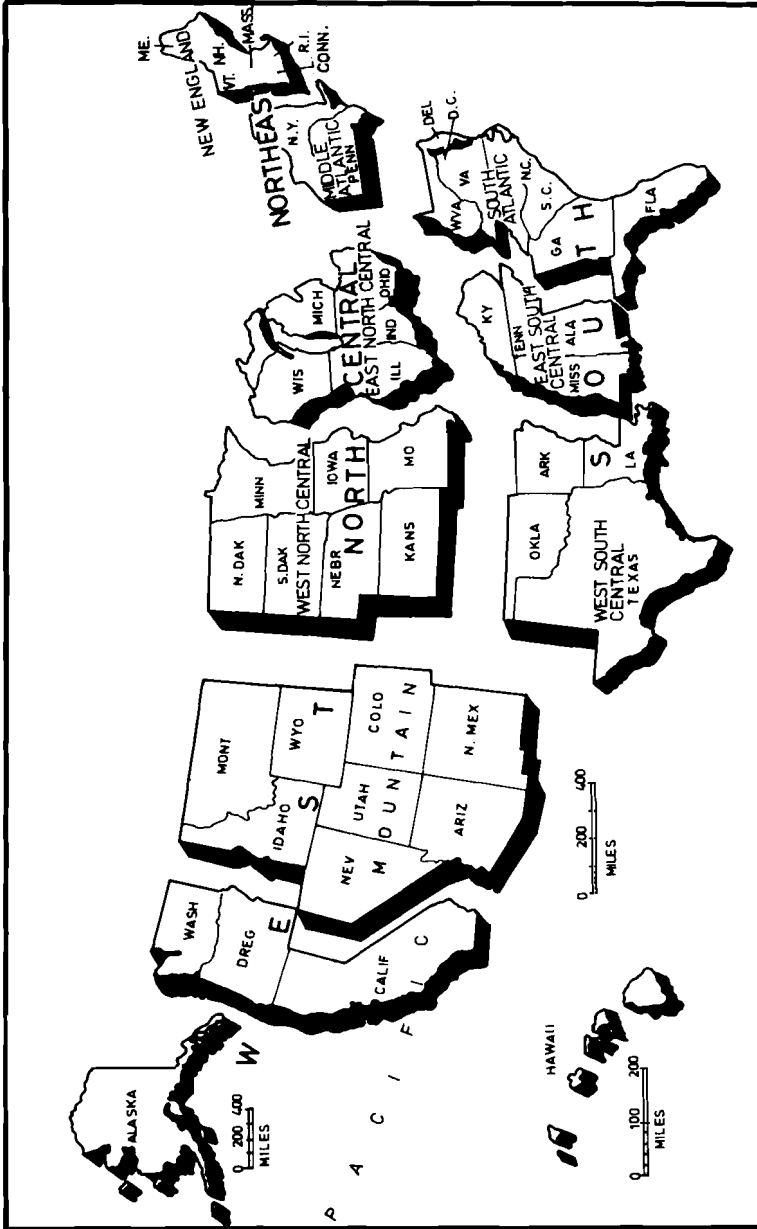 ALASKA
0 200 400
MILES
W E S T
PACIFIC
WASH
OREG
CALIF
HAWAII
0 100 200
MILES
MOUNTAIN
MONT
IDAHO
WYO
NEV
UTAH
COLO
ARIZ
N. MEX
0 200 400
MILES
NORTH CENTRAL
WEST NORTH CENTRAL
N. DAK
MINN
S. DAK
NEBR
IOWA
KANS
MO
EAST NORTH CENTRAL
WIS
MICH
ILL
IND
OHIO
NORTHEAST
NEW ENGLAND
ME.
NH.
VT.
MASS.
R.I.
CONN.
MIDDLE
ATLANTIC
N.Y.
PENN
SOUTH
WEST SOUTH
CENTRAL
OKLA
ARK
TEXAS
LA
EAST SOUTH
CENTRAL
KY
TENN
MISS
ALA
SOUTH
ATLANTIC
DEL
D.C.
WVA
VA
N.C.
S.C.
GA
FLA